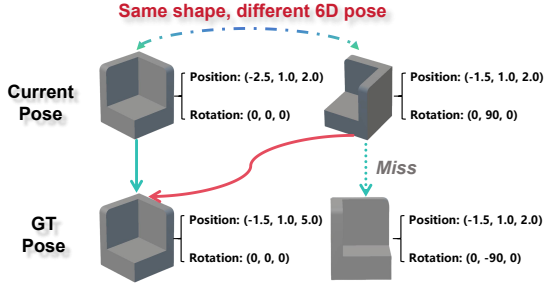 Same shape, different 6D pose
Current
Pose
Position: (-2.5, 1.0, 2.0)
Rotation: (0, 0, 0)
Position: (-1.5, 1.0, 2.0)
Rotation: (0, 90, 0)
Miss
GT
Pose
Position: (-1.5, 1.0, 5.0)
Rotation: (0, 0, 0)
Position: (-1.5, 1.0, 2.0)
Rotation: (0, -90, 0)